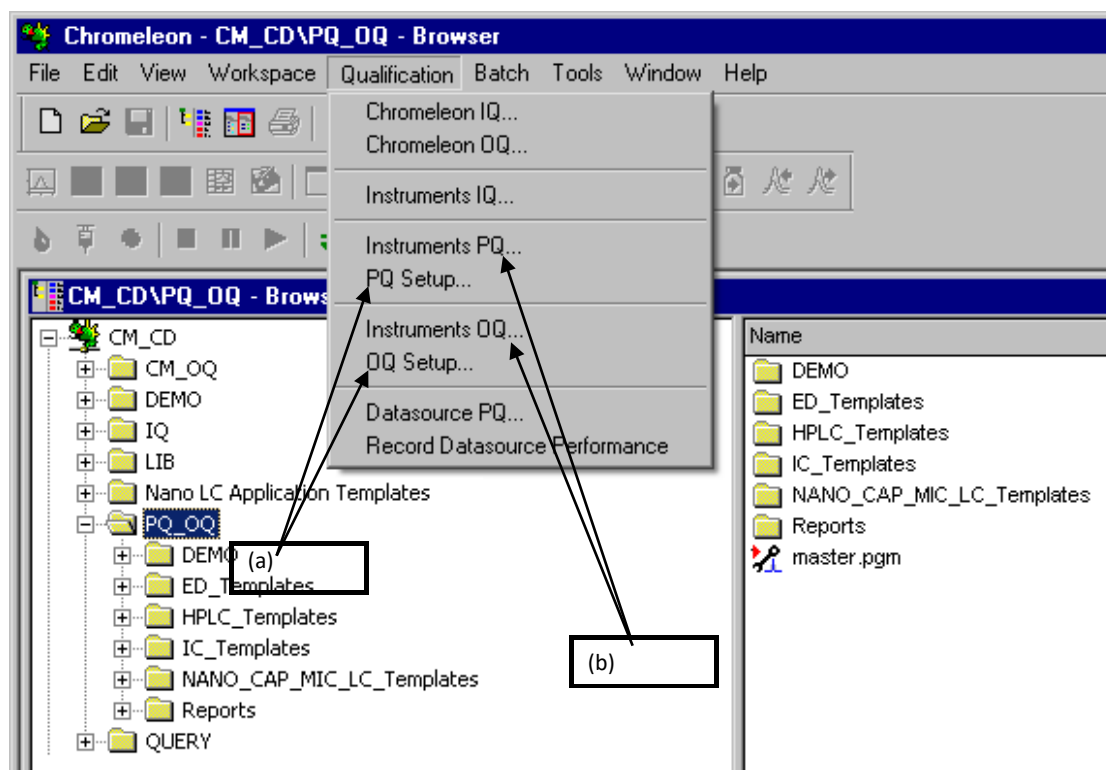 Chromeleon - CM_CD\PQ_OQ - Browser
File Edit View Workspace Qualification Batch Tools Window Help
Chromeleon IQ...
Chromeleon OQ...
Instruments IQ...
Instruments PQ...
PQ Setup...
Instruments OQ...
OQ Setup...
Datasource PQ...
Record Datasource Performance
CM_CD\PQ_OQ - Brows
CM_CD
CM_OQ
DEMO
IQ
LIB
Nano LC Application Templates
PQ_OQ
DEMO
(a)
ED_Templates
HPLC_Templates
IC_Templates
NANO_CAP_MIC_LC_Templates
Reports
QUERY
(b)
Name
DEMO
ED_Templates
HPLC_Templates
IC_Templates
NANO_CAP_MIC_LC_Templates
Reports
master.pgm